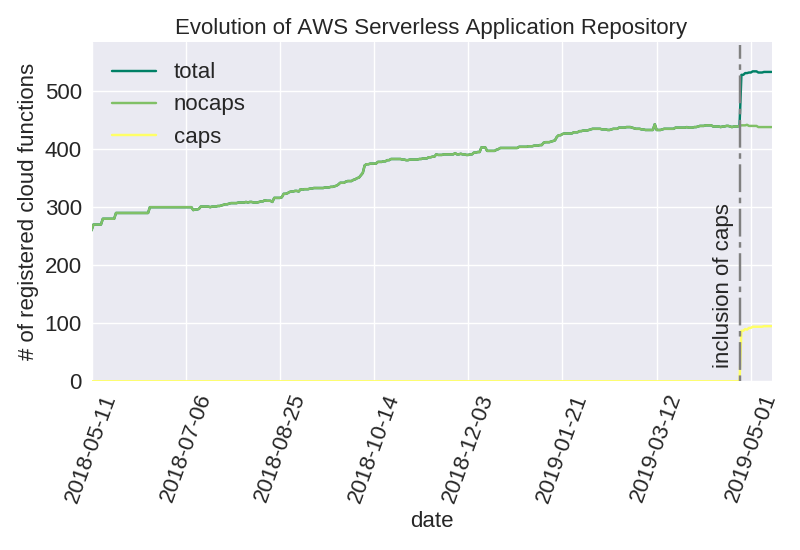 Evolution of AWS Serverless Application Repository
total
nocaps
caps
# of registered cloud functions
500
400
300
200
100
0
inclusion of caps
2018-05-11
2018-07-06
2018-08-25
2018-10-14
2018-12-03
2019-01-21
2019-03-12
2019-05-01
date